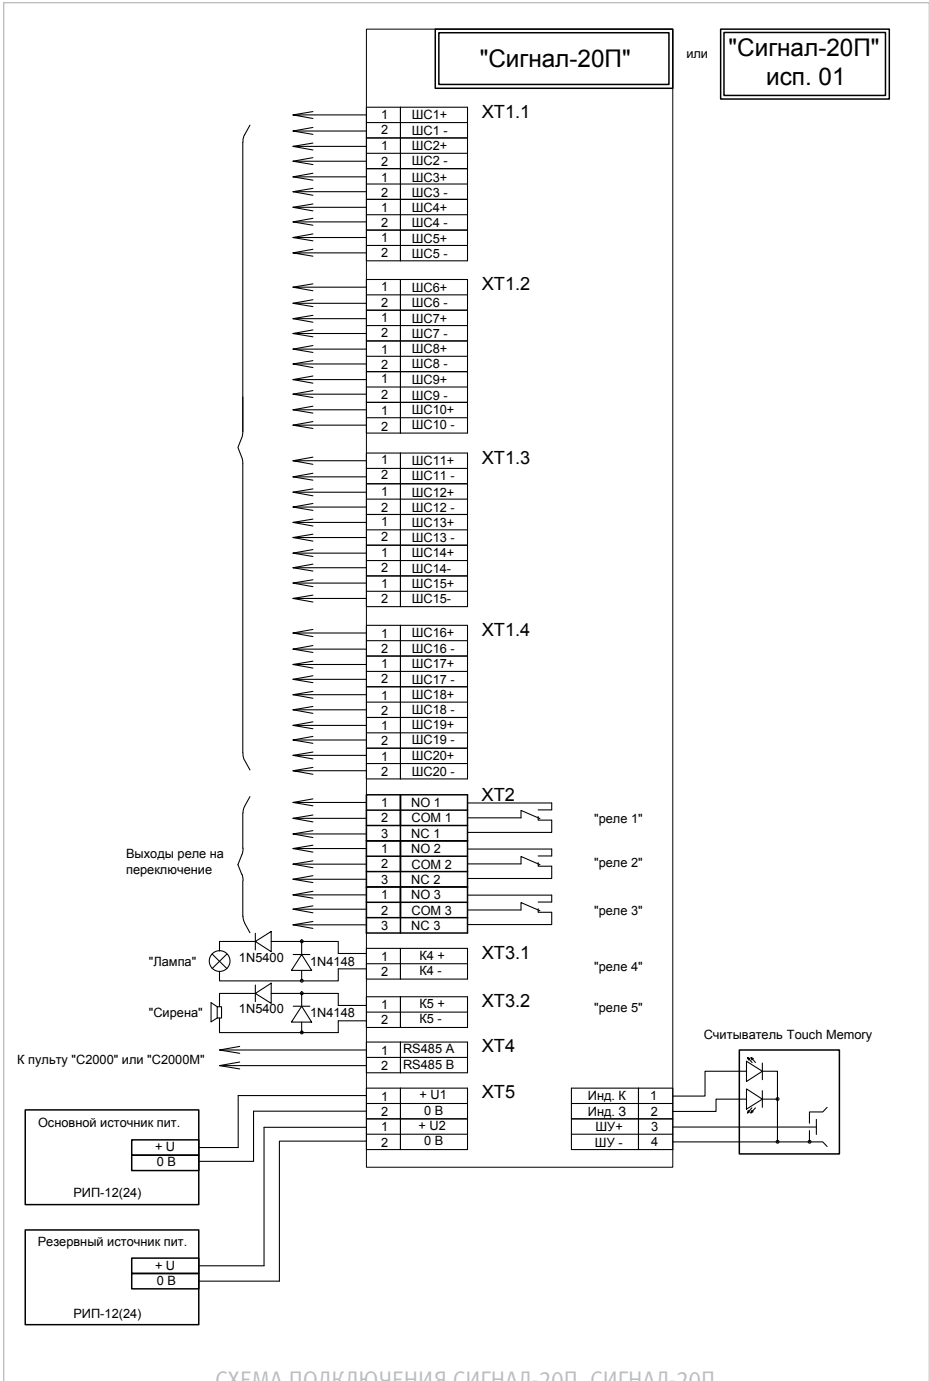 "Сигнал-20П"
или
"Сигнал-20П"
исп. 01
XT1.1
1 ШС1+
2 ШС1 -
1 ШС2+
2 ШС2 -
1 ШС3+
2 ШС3 -
1 ШС4+
2 ШС4 -
1 ШС5+
2 ШС5 -
XT1.2
1 ШС6+
2 ШС6 -
1 ШС7+
2 ШС7 -
1 ШС8+
2 ШС8 -
1 ШС9+
2 ШС9 -
1 ШС10+
2 ШС10 -
XT1.3
1 ШС11+
2 ШС11 -
1 ШС12+
2 ШС12 -
1 ШС13+
2 ШС13 -
1 ШС14+
2 ШС14-
1 ШС15+
2 ШС15-
XT1.4
1 ШС16+
2 ШС16 -
1 ШС17+
2 ШС17 -
1 ШС18+
2 ШС18 -
1 ШС19+
2 ШС19 -
1 ШС20+
2 ШС20 -
XT2
1 NO 1
2 COM 1
3 NC 1
1 NO 2
2 COM 2
3 NC 2
1 NO 3
2 COM 3
3 NC 3
"реле 1"
"реле 2"
"реле 3"
Выходы реле на
переключение
"Лампа"
1N5400
1N4148
1 К4 +
2 К4 -
XT3.1
"реле 4"
"Сирена"
1N5400
1N4148
1 К5 +
2 К5 -
XT3.2
"реле 5"
К пульту "С2000" или "С2000М"
1 RS485 A
2 RS485 B
XT4
Считыватель Touch Memory
1 + U1
2 0 В
1 + U2
2 0 В
XT5
Инд. К 1
Инд. З 2
ШУ+ 3
ШУ - 4
Основной источник пит.
+ U
0 В
РИП-12(24)
Резервный источник пит.
+ U
0 В
РИП-12(24)
СХЕМА ПОДКЛЮЧЕНИЯ СИГНАЛ-20П, СИГНАЛ-20П